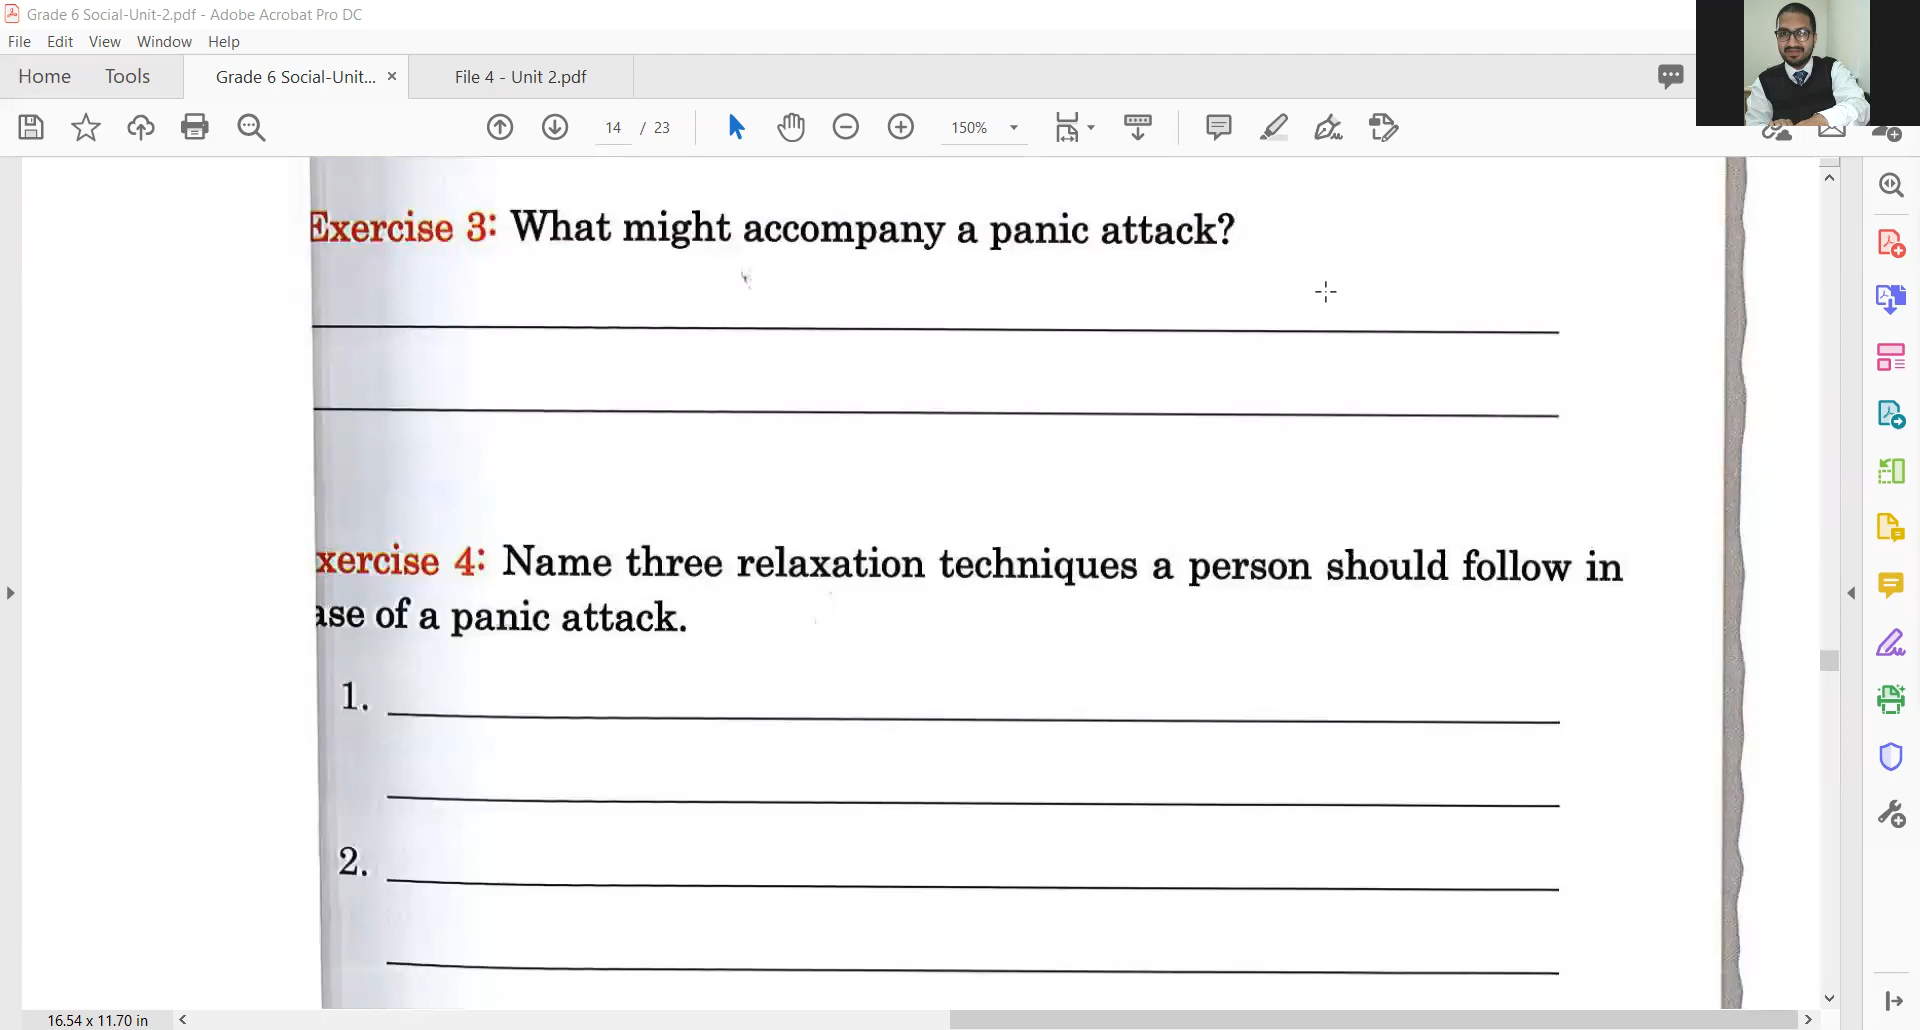 Grade 6 Social-Unit-2.pdf - Adobe Acrobat Pro DC
File Edit View Window Help
Home Tools Grade 6 Social-Unit... × File 4 - Unit 2.pdf
14 / 23 150%
Exercise 3: What might accompany a panic attack?
xercise 4: Name three relaxation techniques a person should follow in
ase of a panic attack.
1.
2.
16.54 x 11.70 in